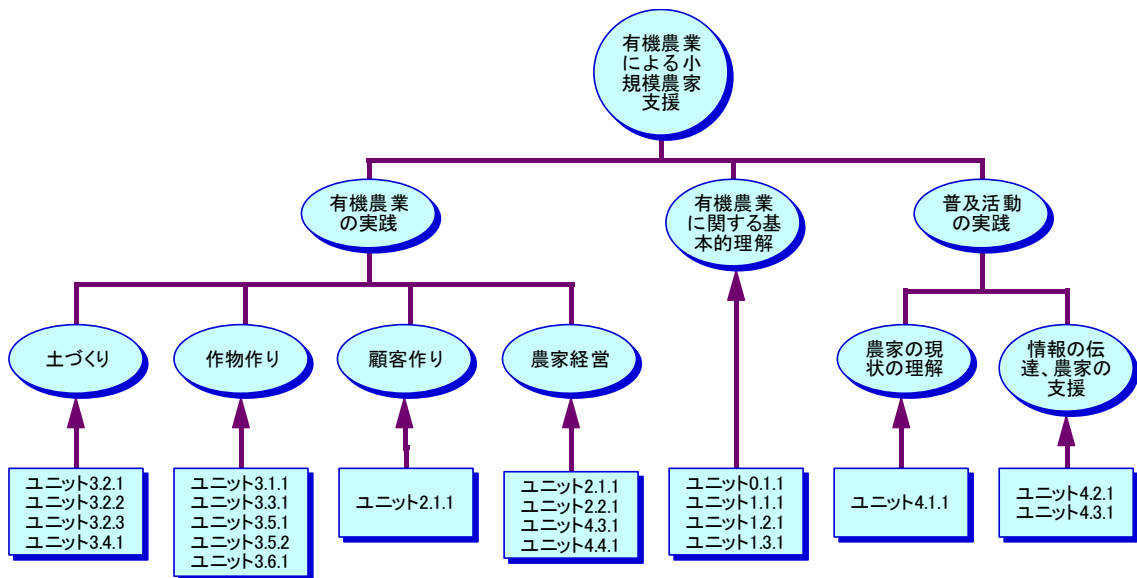 有機農業
による小
規模農家
支援
有機農業
の実践
有機農業
に関する基
本的理解
普及活動
の実践
土づくり
作物作り
顧客作り
農家経営
農家の現
状の理解
情報の伝
達、農家の
支援
ユニット3.2.1
ユニット3.2.2
ユニット3.2.3
ユニット3.4.1
ユニット3.1.1
ユニット3.3.1
ユニット3.5.1
ユニット3.5.2
ユニット3.6.1
ユニット2.1.1
ユニット2.1.1
ユニット2.2.1
ユニット4.3.1
ユニット4.4.1
ユニット0.1.1
ユニット1.1.1
ユニット1.2.1
ユニット1.3.1
ユニット4.1.1
ユニット4.2.1
ユニット4.3.1